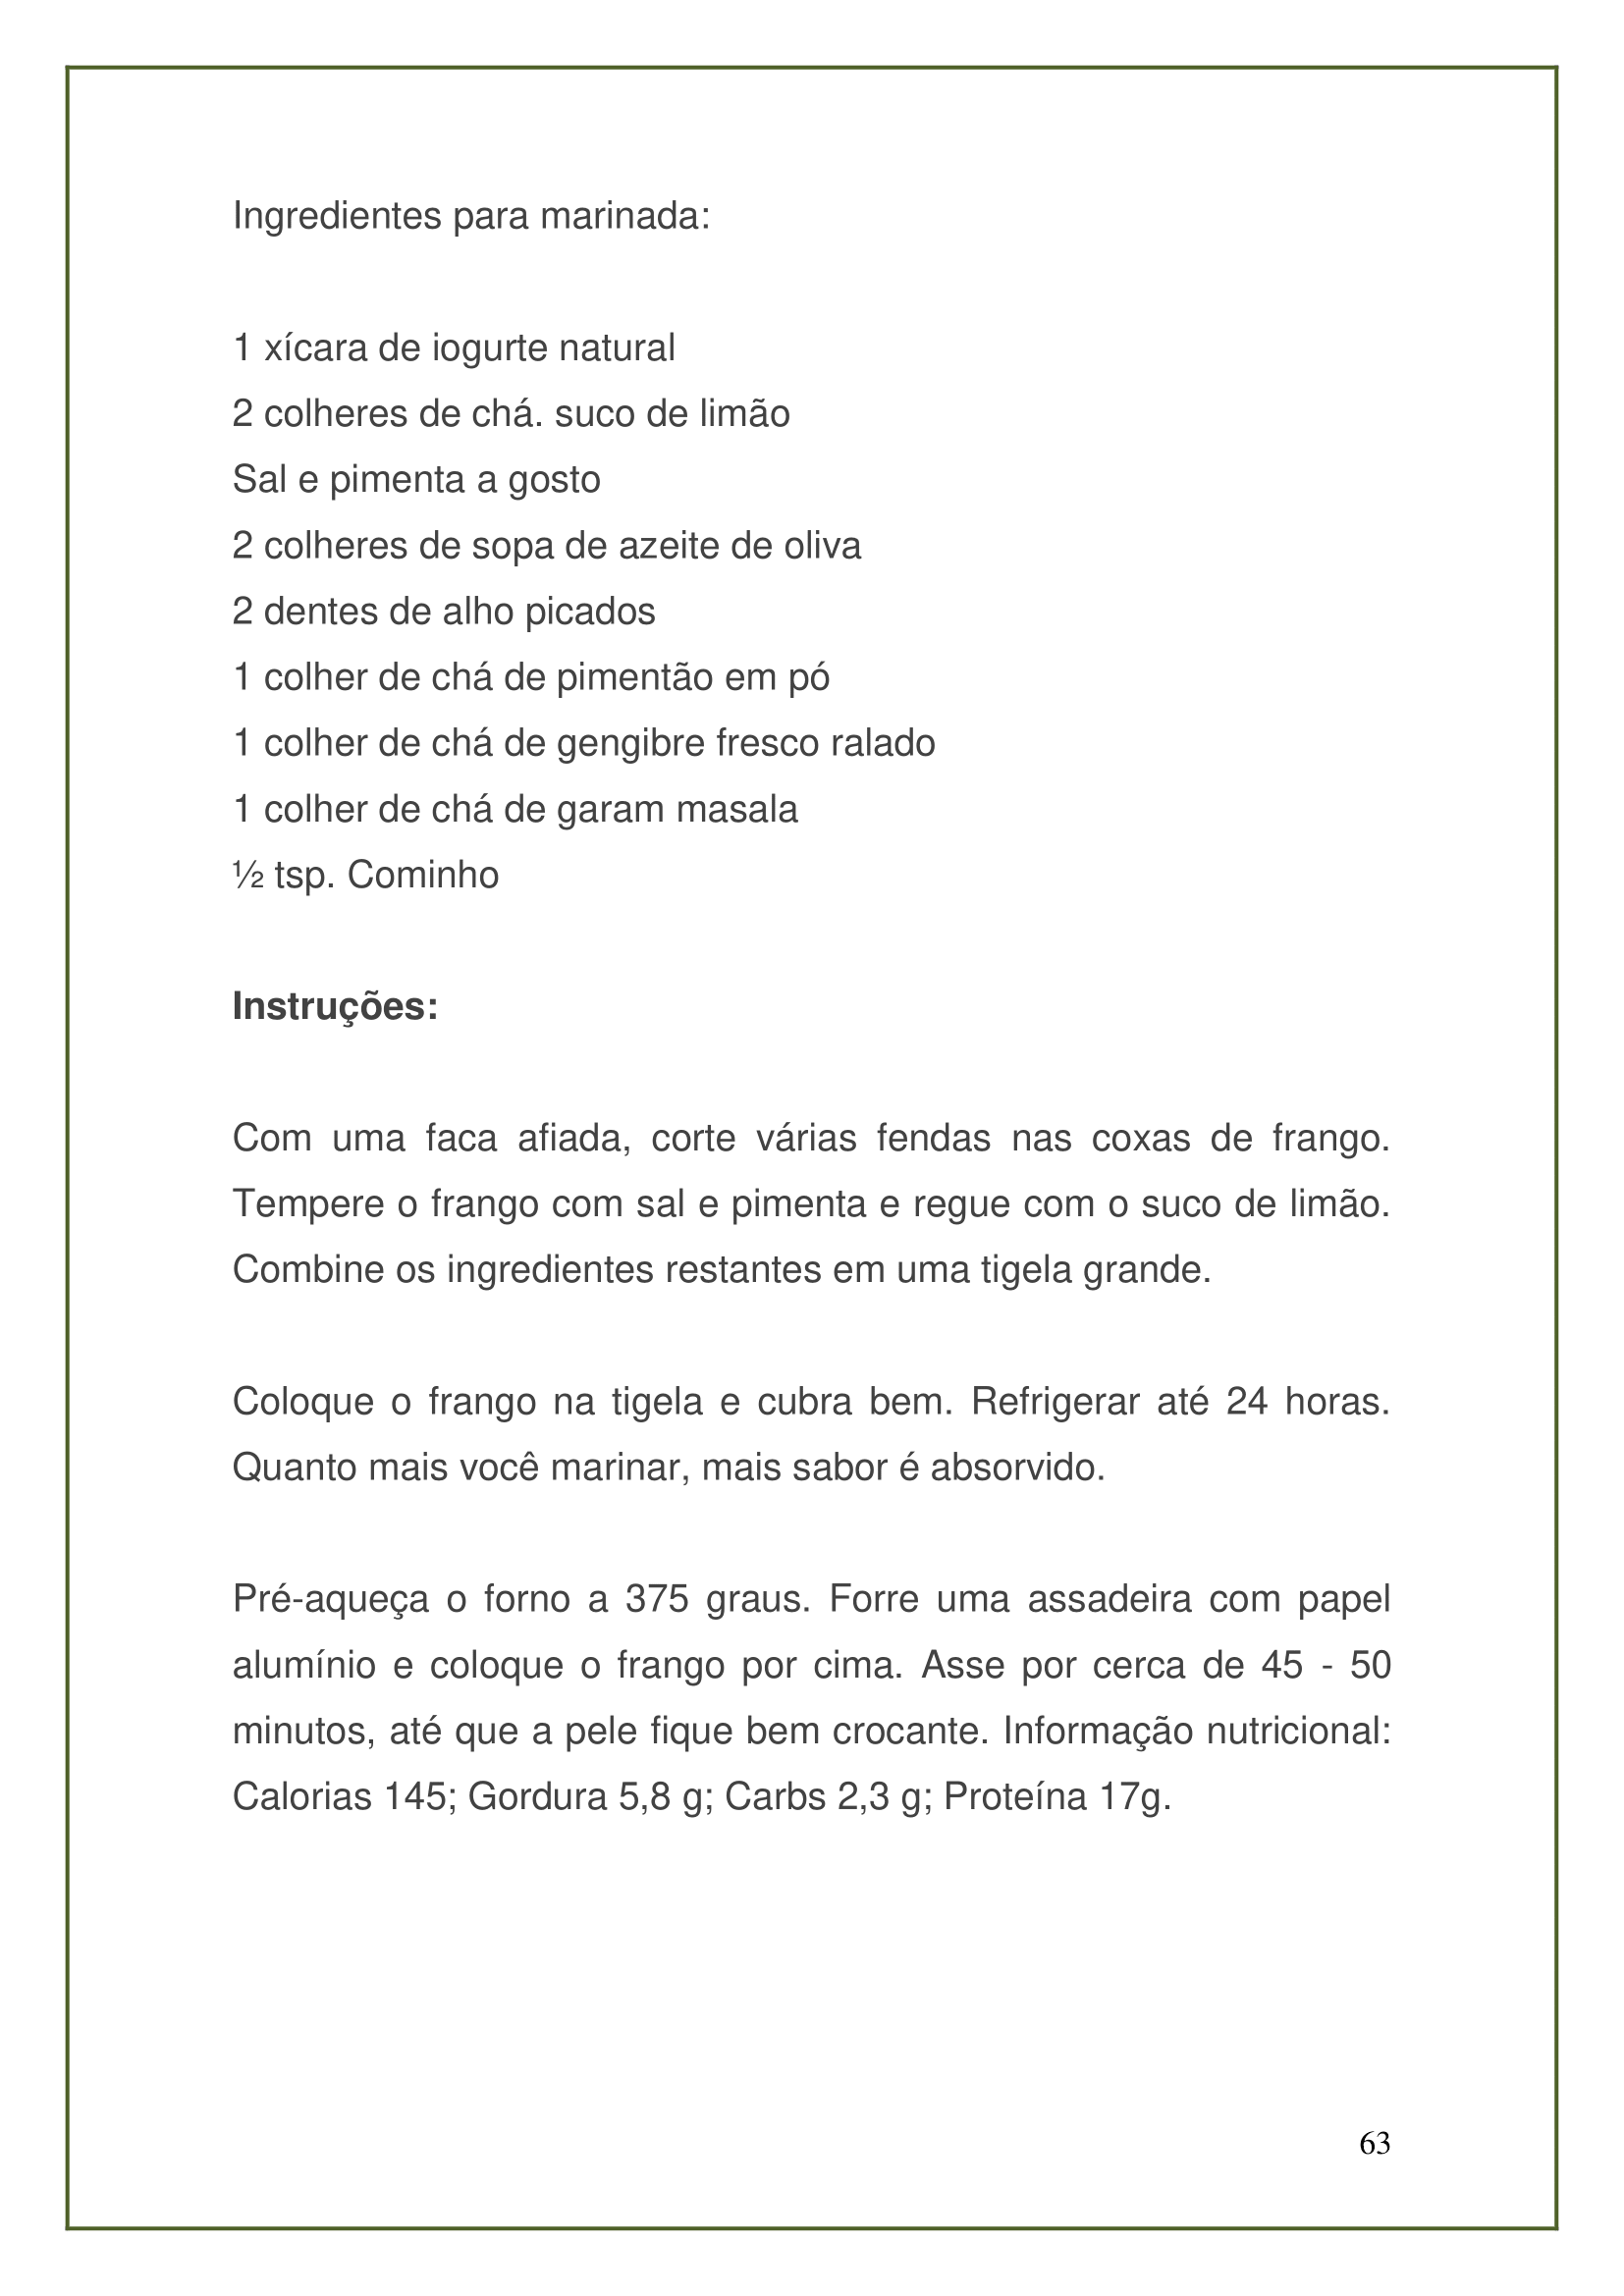 Ingredientes para marinada:
1 xícara de iogurte natural
2 colheres de chá. suco de limão
Sal e pimenta a gosto
2 colheres de sopa de azeite de oliva
2 dentes de alho picados
1 colher de chá de pimentão em pó
1 colher de chá de gengibre fresco ralado
1 colher de chá de garam masala
½ tsp. Cominho
Instruções:
Com uma faca afiada, corte várias fendas nas coxas de frango.
Tempere o frango com sal e pimenta e regue com o suco de limão.
Combine os ingredientes restantes em uma tigela grande.
Coloque o frango na tigela e cubra bem. Refrigerar até 24 horas.
Quanto mais você marinar, mais sabor é absorvido.
Pré-aqueça o forno a 375 graus. Forre uma assadeira com papel
alumínio e coloque o frango por cima. Asse por cerca de 45 - 50
minutos, até que a pele fique bem crocante. Informação nutricional:
Calorias 145; Gordura 5,8 g; Carbs 2,3 g; Proteína 17g.
63